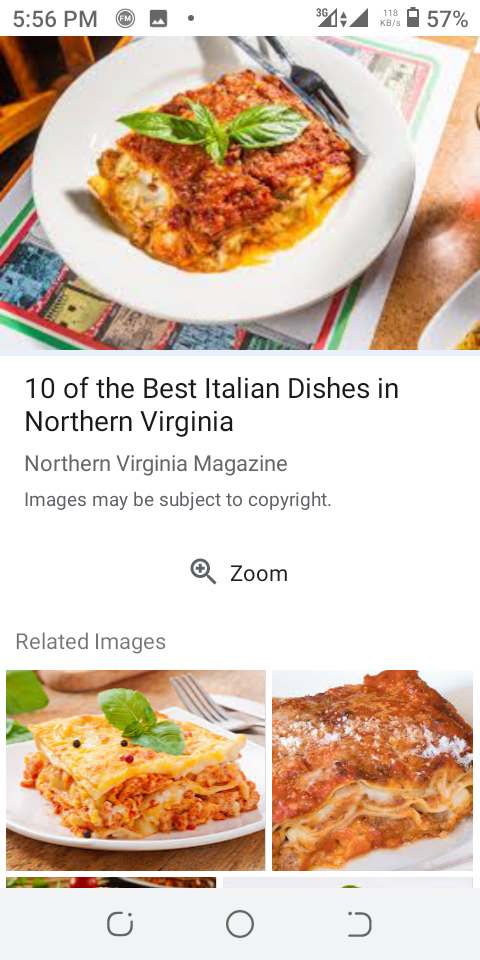 5:56 PM FM 3G 118 KB/s 57%
10 of the Best Italian Dishes in
Northern Virginia
Northern Virginia Magazine
Images may be subject to copyright.
Zoom
Related Images